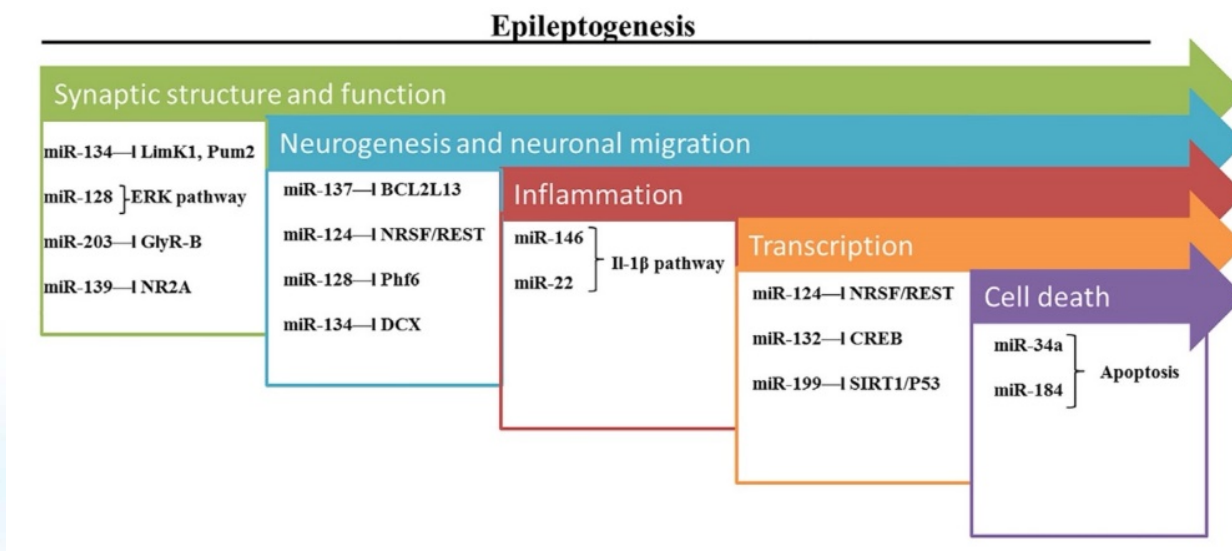 Epileptogenesis
Synaptic structure and function
miR-134—| LimK1, Pum2
miR-128 }-ERK pathway
miR-203—| GlyR-B
miR-139—| NR2A
Neurogenesis and neuronal migration
miR-137—| BCL2L13
miR-124—| NRSF/REST
miR-128—| Phf6
miR-134—| DCX
Inflammation
miR-146
miR-22
Il-1β pathway
Transcription
miR-124—| NRSF/REST
miR-132—| CREB
miR-199—| SIRT1/P53
Cell death
miR-34a
miR-184
Apoptosis